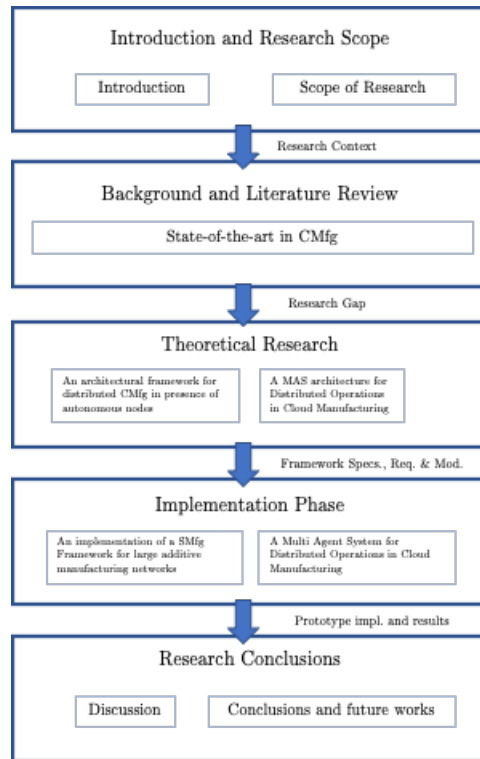 Introduction and Research Scope
Introduction
Scope of Research
Research Context
Background and Literature Review
State-of-the-art in CMfg
Research Gap
Theoretical Research
An architectural framework for
distributed CMfg in presence of
autonomous nodes
A MAS architecture for
Distributed Operations
in Cloud Manufacturing
Framework Specs., Req. & Mod.
Implementation Phase
An implementation of a SMfg
Framework for large additive
manufacturing networks
A Multi Agent System for
Distributed Operations in Cloud
Manufacturing
Prototype impl. and results
Research Conclusions
Discussion
Conclusions and future works